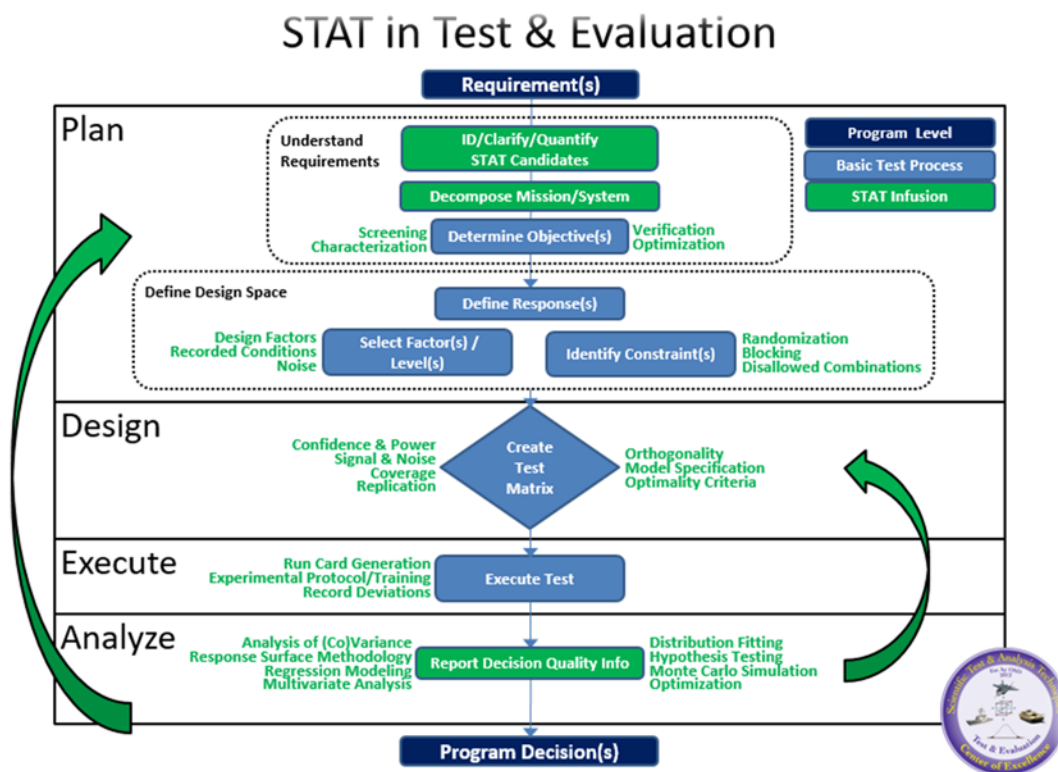 STAT in Test & Evaluation
Requirement(s)
Plan
Understand
Requirements
ID/Clarify/Quantify
STAT Candidates
Decompose Mission/System
Screening
Characterization
Determine Objective(s)
Verification
Optimization
Program Level
Basic Test Process
STAT Infusion
Define Design Space
Define Response(s)
Design Factors
Recorded Conditions
Noise
Select Factor(s) /
Level(s)
Identify Constraint(s)
Randomization
Blocking
Disallowed Combinations
Design
Confidence & Power
Signal & Noise
Coverage
Replication
Create
Test
Matrix
Orthogonality
Model Specification
Optimality Criteria
Execute
Run Card Generation
Experimental Protocol/Training
Record Deviations
Execute Test
Analyze
Analysis of (Co)Variance
Response Surface Methodology
Regression Modeling
Multivariate Analysis
Report Decision Quality Info
Distribution Fitting
Hypothesis Testing
Monte Carlo Simulation
Optimization
Program Decision(s)
Scientific Test & Analysis
Test & Evaluation
Center of Excellence